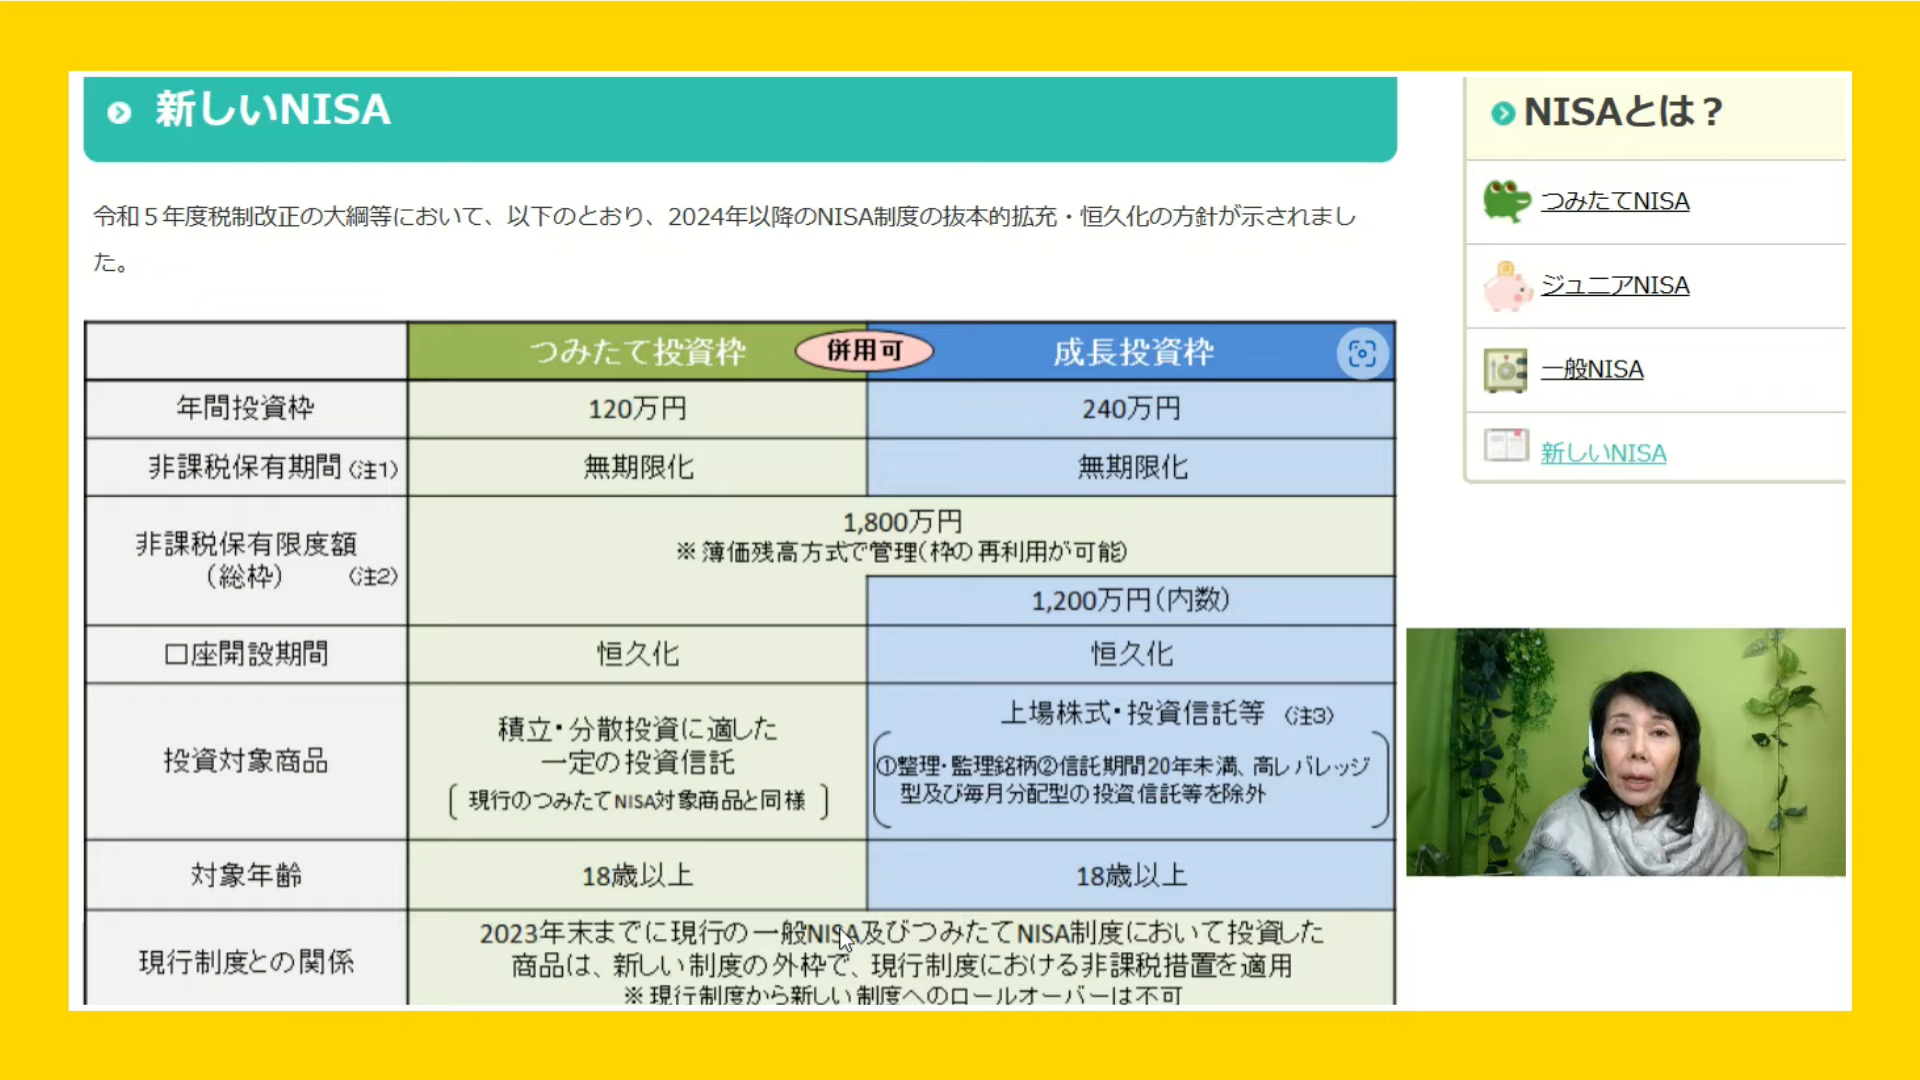 新しいNISA
令和５年度税制改正の大綱等において、以下のとおり、2024年以降のNISA制度の抜本的拡充・恒久化の方針が示されまし
た。
つみたて投資枠 併用可 成長投資枠
年間投資枠 120万円 240万円
非課税保有期間(注1) 無期限化 無期限化
非課税保有限度額
（総枠） (注2)
1,800万円
※簿価残高方式で管理(枠の再利用が可能)
1,200万円(内数)
口座開設期間 恒久化 恒久化
投資対象商品
積立・分散投資に適した
一定の投資信託
〔現行のつみたてNISA対象商品と同様〕
上場株式・投資信託等 (注3)
①整理・監理銘柄②信託期間20年未満、高レバレッジ
型及び毎月分配型の投資信託等を除外
対象年齢 18歳以上 18歳以上
現行制度との関係
2023年末までに現行の一般NISA及びつみたてNISA制度において投資した
商品は、新しい制度の外枠で、現行制度における非課税措置を適用
※現行制度から新しい制度へのロールオーバーは不可
NISAとは？
つみたてNISA
ジュニアNISA
一般NISA
新しいNISA